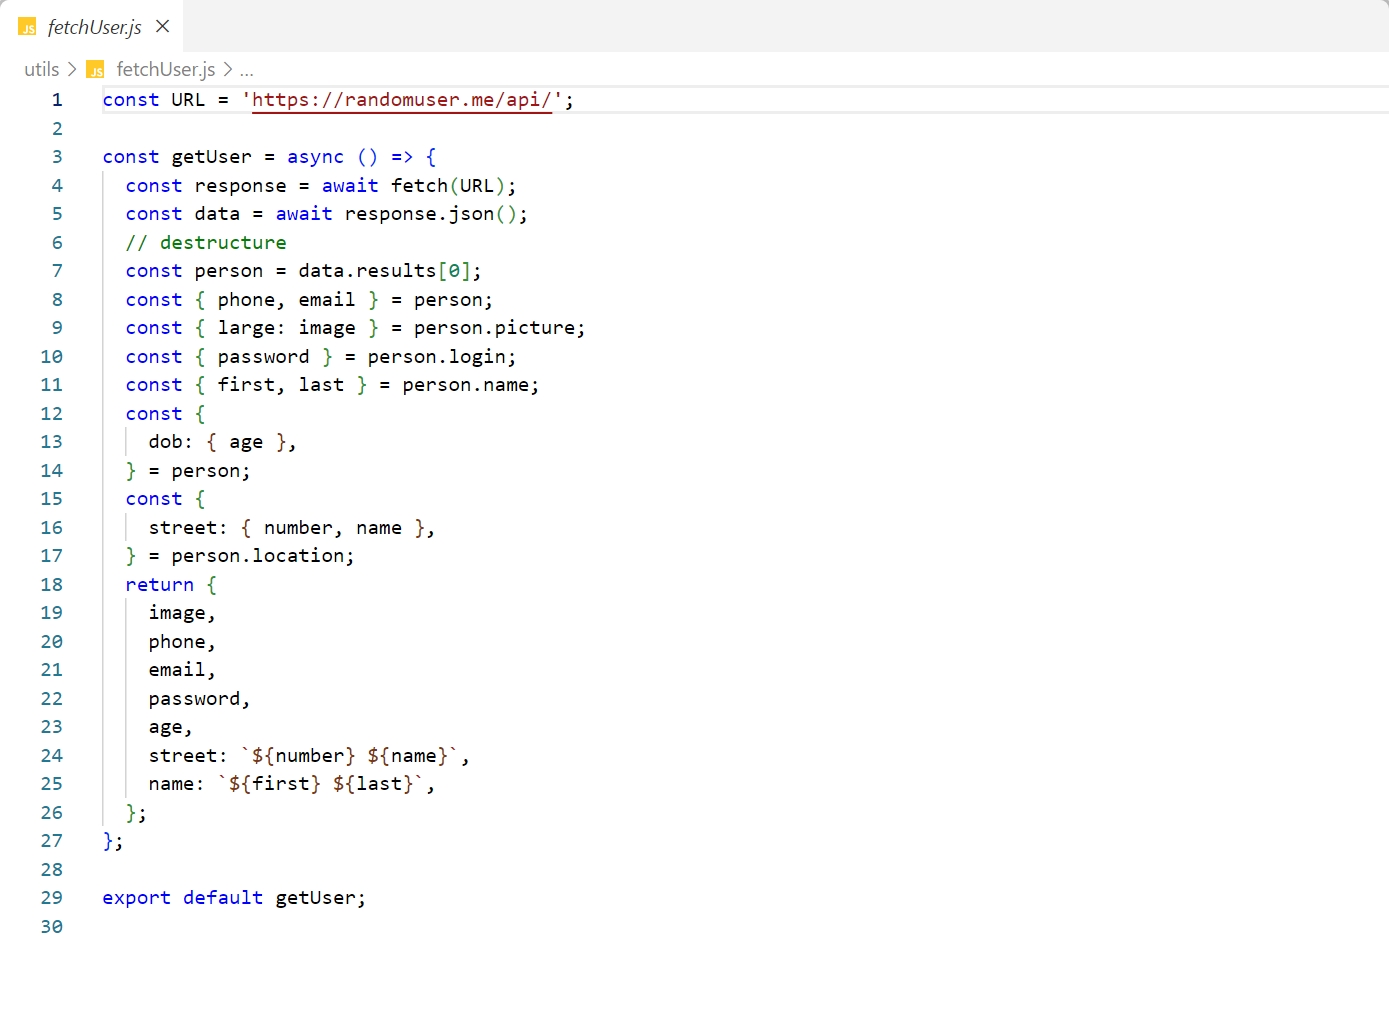 JS fetchUser.js ×
utils > JS fetchUser.js > ...
1 const URL = 'https://randomuser.me/api/';
2
3 const getUser = async () => {
4   const response = await fetch(URL);
5   const data = await response.json();
6   // destructure
7   const person = data.results[0];
8   const { phone, email } = person;
9   const { large: image } = person.picture;
10   const { password } = person.login;
11   const { first, last } = person.name;
12   const {
13     dob: { age },
14   } = person;
15   const {
16     street: { number, name },
17   } = person.location;
18   return {
19     image,
20     phone,
21     email,
22     password,
23     age,
24     street: `${number} ${name}`,
25     name: `${first} ${last}`,
26   };
27 };
28
29 export default getUser;
30